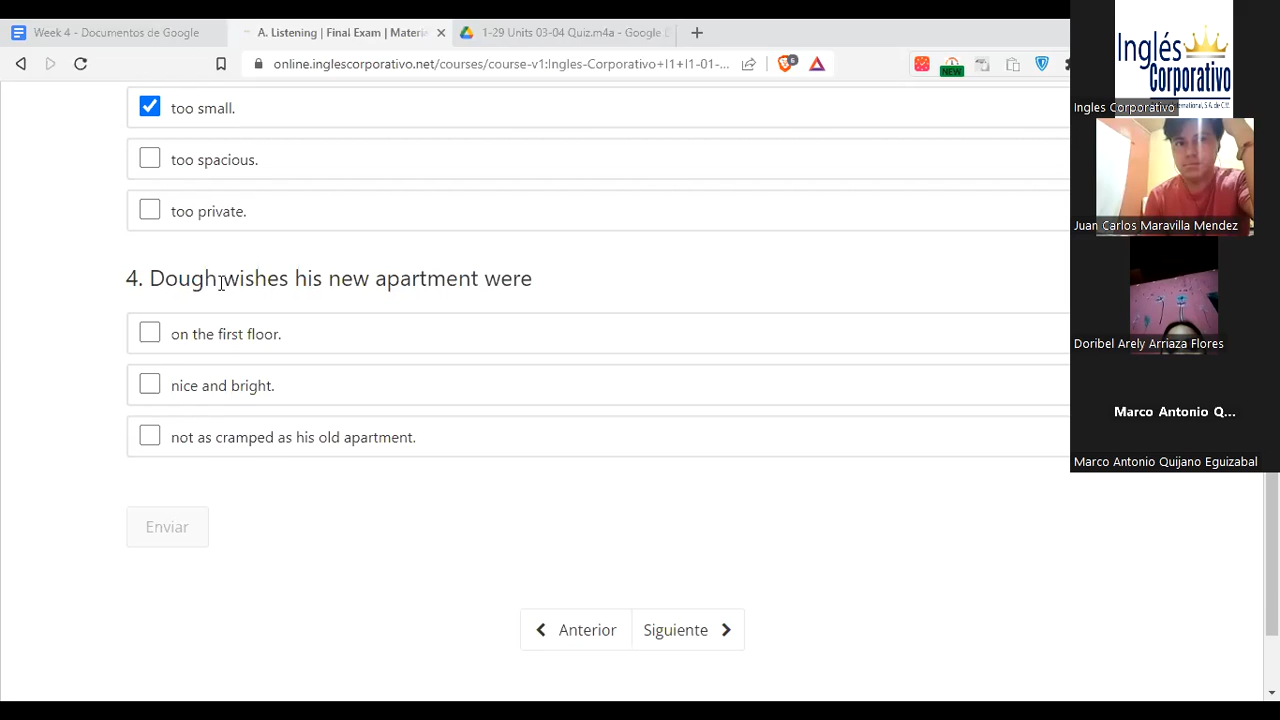 Week 4 - Documentos de Google
A. Listening | Final Exam | Materi
1-29 Units 03-04 Quiz.m4a - Google
online.inglescorporativo.net/courses/course-v1:Ingles-Corporativo+I1+I1-01-...
6
NEW
too small.
too spacious.
too private.
4. Dough wishes his new apartment were
on the first floor.
nice and bright.
not as cramped as his old apartment.
Enviar
Anterior
Siguiente
Inglés
Corporativo
Ingles Corporativo
Juan Carlos Maravilla Mendez
Doribel Arely Arriaza Flores
Marco Antonio Q...
Marco Antonio Quijano Eguizabal